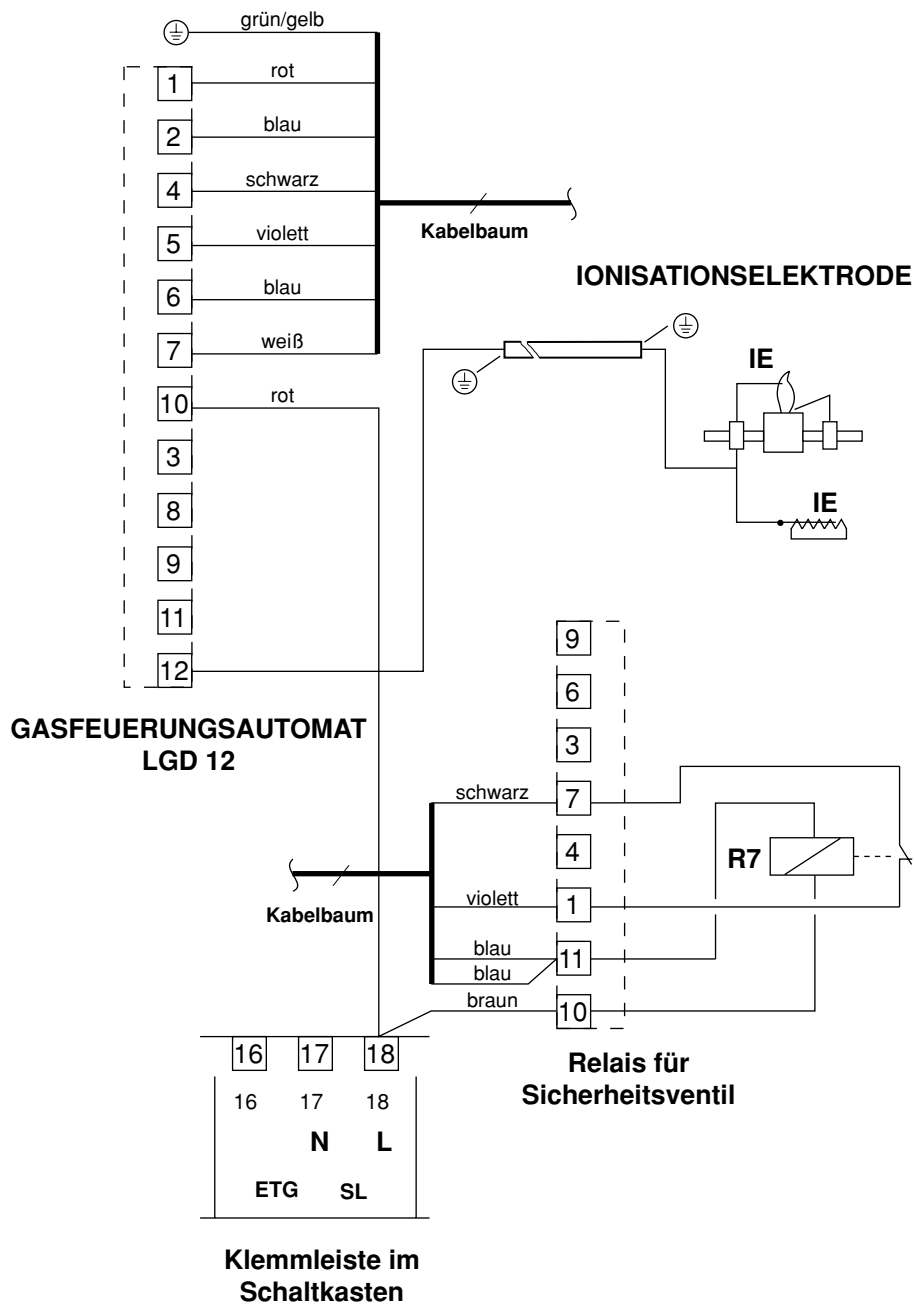 grün/gelb
1
rot
2
blau
4
schwarz
5
violett
6
blau
7
weiß
10
rot
3
8
9
11
12
Kabelbaum
GASFEUERUNGSAUTOMAT
LGD 12
IONISATIONSELEKTRODE
IE
IE
9
6
3
schwarz
7
4
violett
1
blau
11
blau
braun
10
R7
Kabelbaum
Relais für
Sicherheitsventil
16 17 18
16 17 18
N L
ETG SL
Klemmleiste im
Schaltkasten